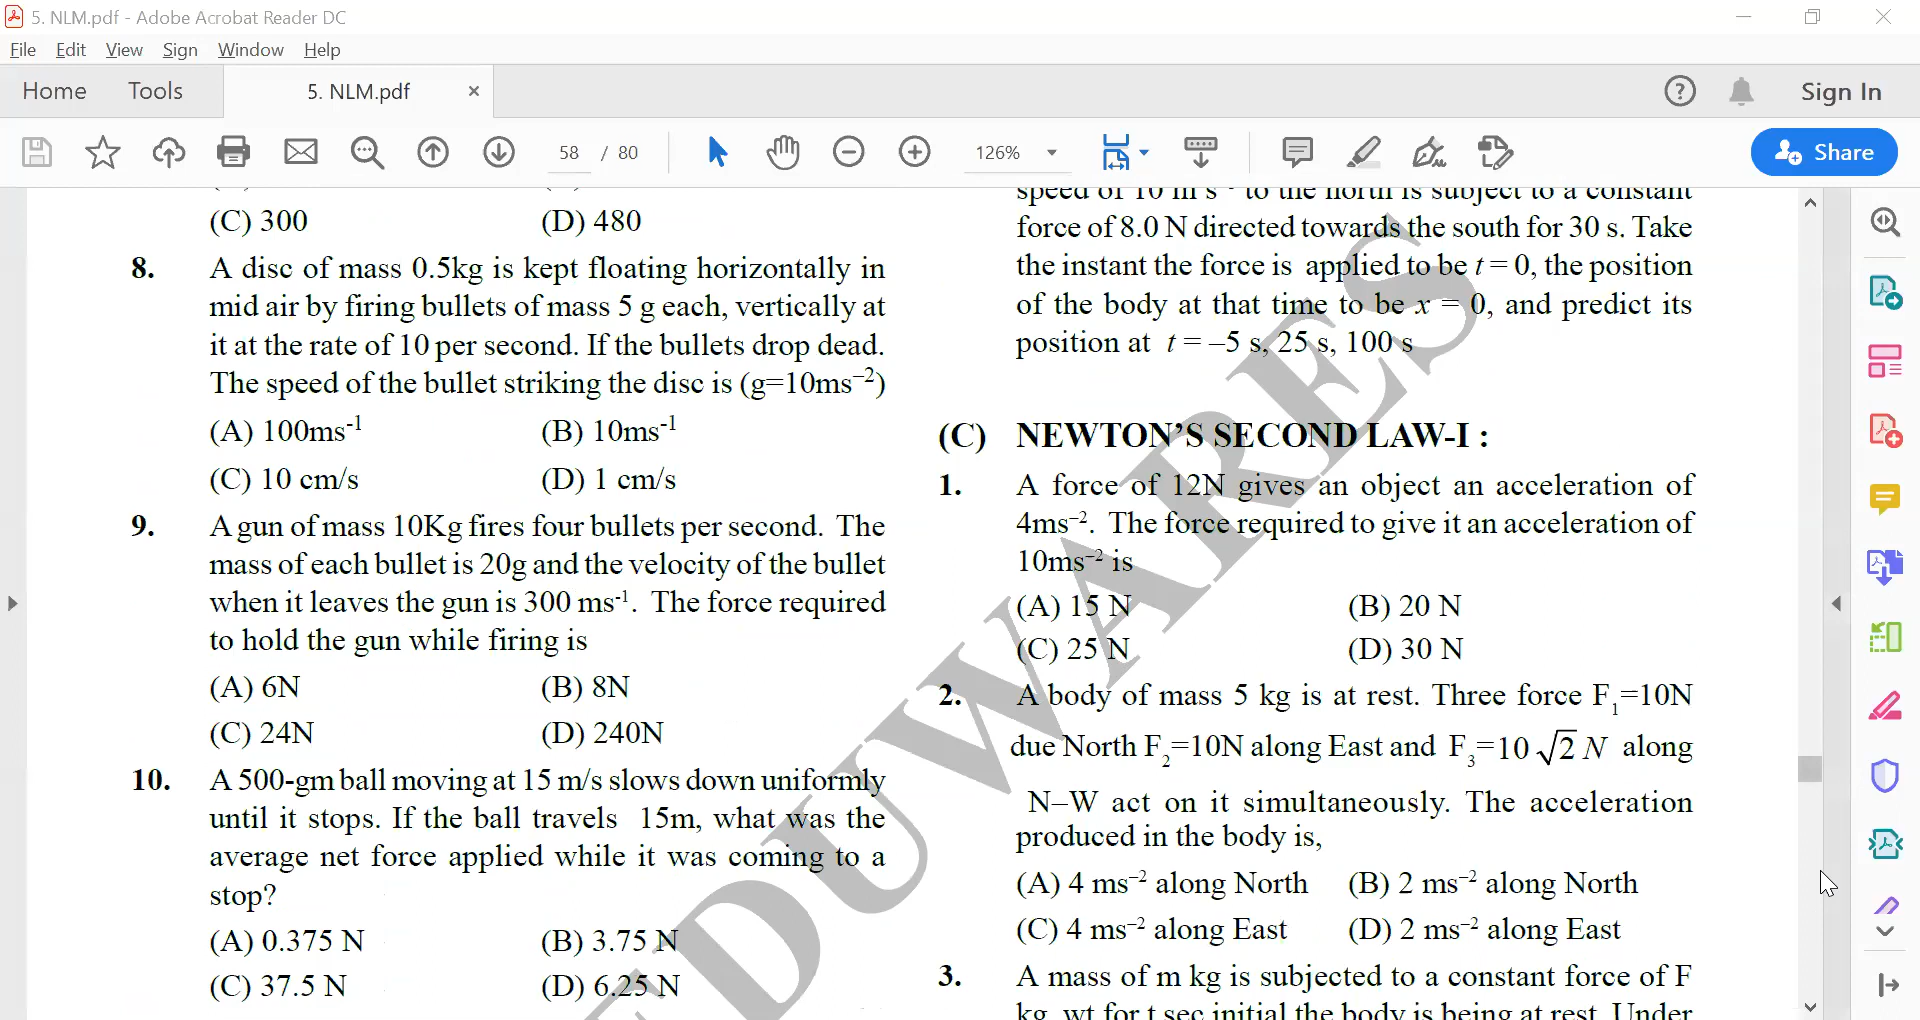 5. NLM.pdf - Adobe Acrobat Reader DC
File Edit View Sign Window Help
Home Tools 5. NLM.pdf × Sign In
58 / 80 126% Share
(C) 300 (D) 480
8. A disc of mass 0.5kg is kept floating horizontally in
mid air by firing bullets of mass 5 g each, vertically at
it at the rate of 10 per second. If the bullets drop dead.
The speed of the bullet striking the disc is (g=10ms⁻²)
(A) 100ms⁻¹ (B) 10ms⁻¹
(C) 10 cm/s (D) 1 cm/s
9. A gun of mass 10Kg fires four bullets per second. The
mass of each bullet is 20g and the velocity of the bullet
when it leaves the gun is 300 ms⁻¹. The force required
to hold the gun while firing is
(A) 6N (B) 8N
(C) 24N (D) 240N
10. A 500-gm ball moving at 15 m/s slows down uniformly
until it stops. If the ball travels 15m, what was the
average net force applied while it was coming to a
stop?
(A) 0.375 N (B) 3.75 N
(C) 37.5 N (D) 6.25 N
speed of 10 m s to the north is subject to a constant
force of 8.0 N directed towards the south for 30 s. Take
the instant the force is applied to be t = 0, the position
of the body at that time to be x = 0, and predict its
position at t = –5 s, 25 s, 100 s
(C) NEWTON'S SECOND LAW-I :
1. A force of 12N gives an object an acceleration of
4ms⁻². The force required to give it an acceleration of
10ms⁻² is
(A) 15 N (B) 20 N
(C) 25 N (D) 30 N
2. A body of mass 5 kg is at rest. Three force F₁=10N
due North F₂=10N along East and F₃=10 √2 N along
N–W act on it simultaneously. The acceleration
produced in the body is,
(A) 4 ms⁻² along North (B) 2 ms⁻² along North
(C) 4 ms⁻² along East (D) 2 ms⁻² along East
3. A mass of m kg is subjected to a constant force of F
kg. wt for t sec initial the body is being at rest. Under
EDUWARES